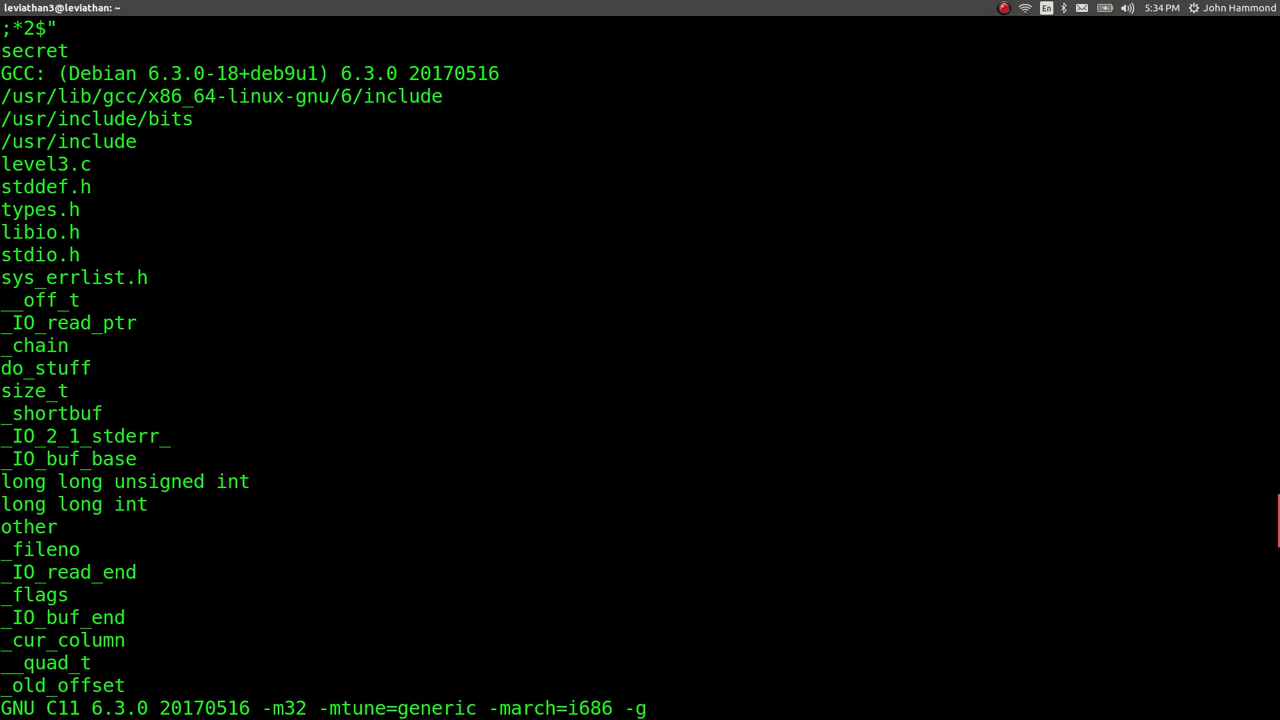 leviathan3@leviathan: ~
En
5:34 PM
John Hammond
;*2$"
secret
GCC: (Debian 6.3.0-18+deb9u1) 6.3.0 20170516
/usr/lib/gcc/x86_64-linux-gnu/6/include
/usr/include/bits
/usr/include
level3.c
stddef.h
types.h
libio.h
stdio.h
sys_errlist.h
__off_t
_IO_read_ptr
_chain
do_stuff
size_t
_shortbuf
_IO_2_1_stderr_
_IO_buf_base
long long unsigned int
long long int
other
_fileno
_IO_read_end
_flags
_IO_buf_end
_cur_column
__quad_t
_old_offset
GNU C11 6.3.0 20170516 -m32 -mtune=generic -march=i686 -g